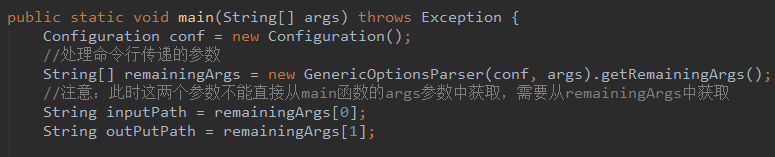 public static void main(String[] args) throws Exception {
Configuration conf = new Configuration();
//处理命令行传递的参数
String[] remainingArgs = new GenericOptionsParser(conf, args).getRemainingArgs();
//注意：此时这两个参数不能直接从main函数的args参数中获取，需要从remainingArgs中获取
String inputPath = remainingArgs[0];
String outPutPath = remainingArgs[1];